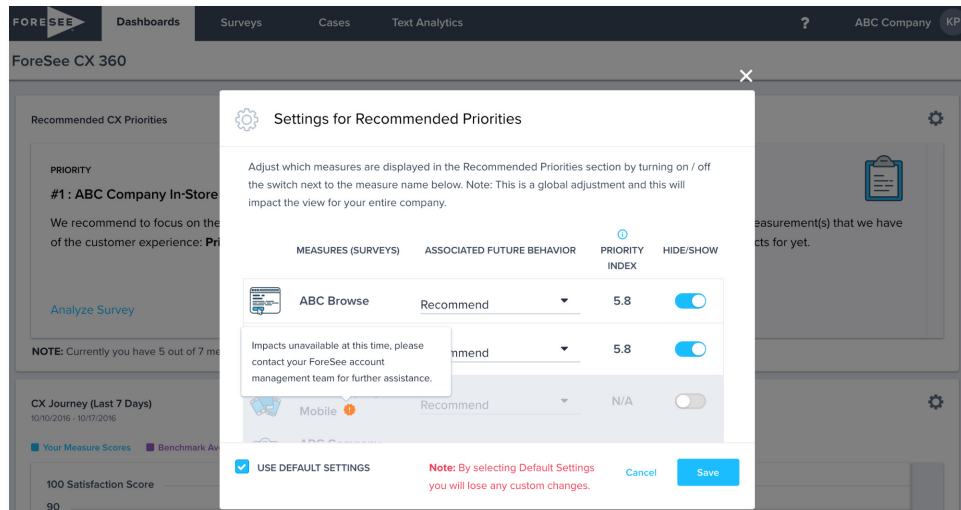 FORESEE Dashboards Surveys Cases Text Analytics ? ABC Company KP
ForeSee CX 360
Recommended CX Priorities
PRIORITY
#1 : ABC Company In-Store
We recommend to focus on the
of the customer experience: Pri
easurement(s) that we have
cts for yet.
Analyze Survey
NOTE: Currently you have 5 out of 7 me
CX Journey (Last 7 Days)
10/10/2016 - 10/17/2016
Your Measure Scores Benchmark Av
100 Satisfaction Score
90
Settings for Recommended Priorities
Adjust which measures are displayed in the Recommended Priorities section by turning on / off
the switch next to the measure name below. Note: This is a global adjustment and this will
impact the view for your entire company.
MEASURES (SURVEYS) ASSOCIATED FUTURE BEHAVIOR PRIORITY INDEX HIDE/SHOW
ABC Browse Recommend 5.8
mmend 5.8
Impacts unavailable at this time, please
contact your ForeSee account
management team for further assistance.
Mobile Recommend N/A
ABC Company
USE DEFAULT SETTINGS
Note: By selecting Default Settings
you will lose any custom changes.
Cancel Save